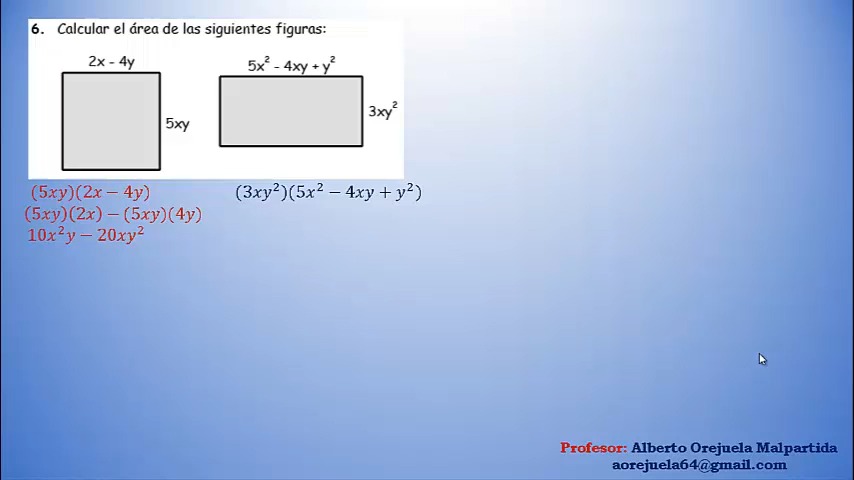 6. Calcular el área de las siguientes figuras:
2x - 4y
5xy
5x² - 4xy + y²
3xy²
(5xy)(2x − 4y)
(5xy)(2x) − (5xy)(4y)
10x²y − 20xy²
(3xy²)(5x² − 4xy + y²)
Profesor: Alberto Orejuela Malpartida
aorejuela64@gmail.com